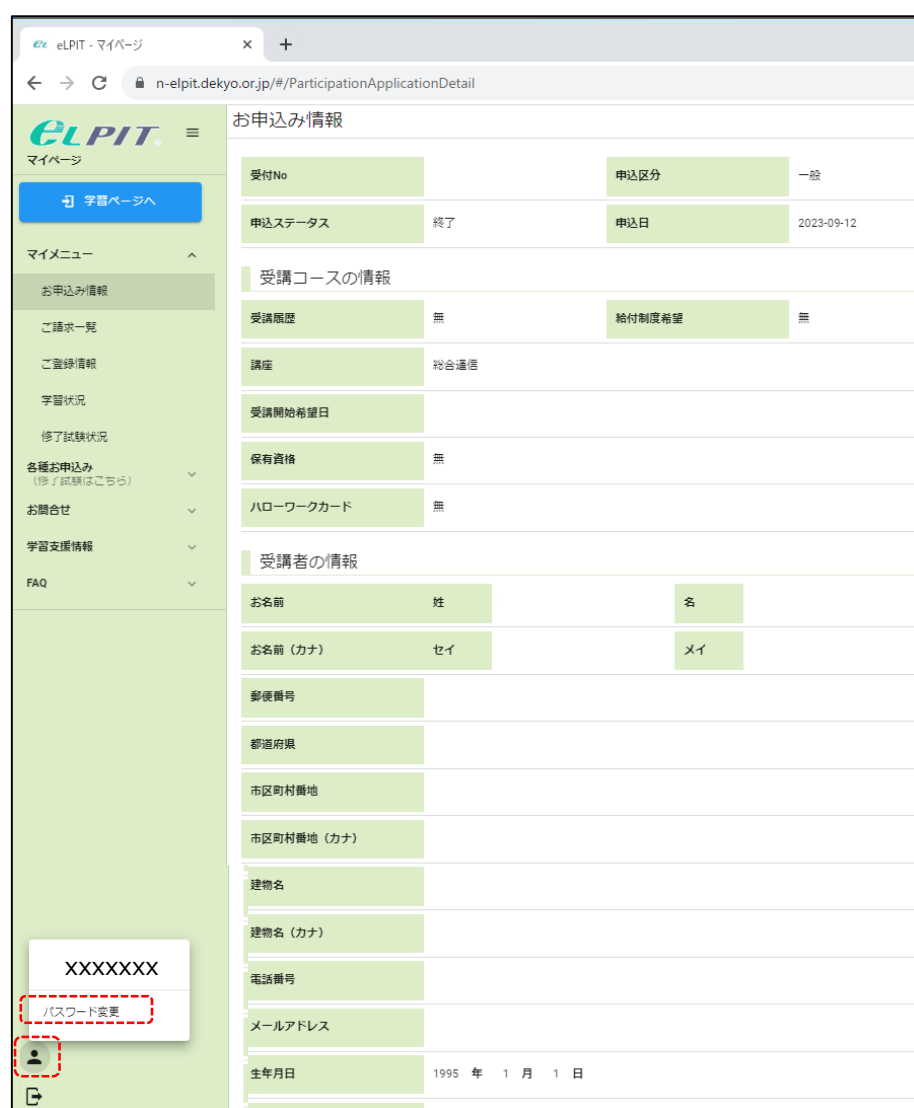 eL eLPIT - マイページ × +
n-elpit.dekyo.or.jp/#/ParticipationApplicationDetail
eLPIT
マイページ
学習ページへ
マイメニュー
お申込み情報
ご請求一覧
ご登録情報
学習状況
修了試験状況
各種お申込み
(修了試験はこちら)
お問合せ
学習支援情報
FAQ
XXXXXXX
パスワード変更
お申込み情報
受付No 申込区分 一般
申込ステータス 終了 申込日 2023-09-12
受講コースの情報
受講履歴 無 給付制度希望 無
講座 総合通信
受講開始希望日
保有資格 無
ハローワークカード 無
受講者の情報
お名前 姓 名
お名前（カナ） セイ メイ
郵便番号
都道府県
市区町村番地
市区町村番地（カナ）
建物名
建物名（カナ）
電話番号
メールアドレス
生年月日 1995 年 1 月 1 日